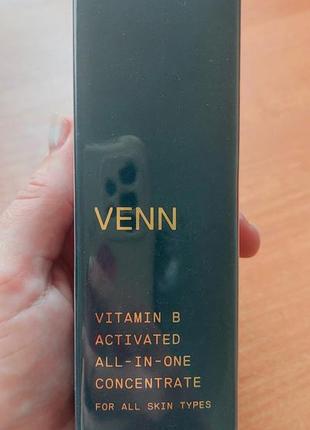 VENN
VITAMIN B
ACTIVATED
ALL-IN-ONE
CONCENTRATE
FOR ALL SKIN TYPES